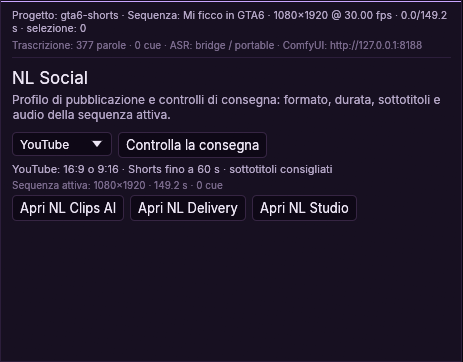 Progetto: gta6-shorts · Sequenza: Mi ficco in GTA6 · 1080×1920 @ 30.00 fps · 0.0/149.2
s · selezione: 0
Trascrizione: 377 parole · 0 cue · ASR: bridge / portable · ComfyUI: http://127.0.0.1:8188
NL Social
Profilo di pubblicazione e controlli di consegna: formato, durata, sottotitoli e
audio della sequenza attiva.
YouTube
Controlla la consegna
YouTube: 16:9 o 9:16 · Shorts fino a 60 s · sottotitoli consigliati
Sequenza attiva: 1080×1920 · 149.2 s · 0 cue
Apri NL Clips AI
Apri NL Delivery
Apri NL Studio